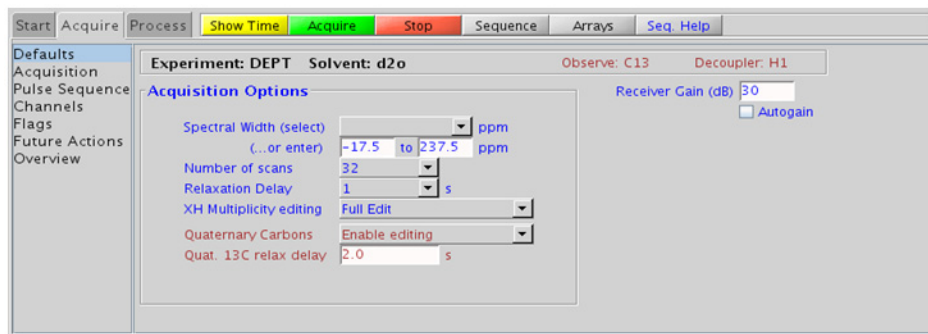 Start Acquire Process Show Time Acquire Stop Sequence Arrays Seq. Help
Defaults
Acquisition
Pulse Sequence
Channels
Flags
Future Actions
Overview
Experiment: DEPT Solvent: d2o Observe: C13 Decoupler: H1
Acquisition Options
Spectral Width (select) ppm
(...or enter) -17.5 to 237.5 ppm
Number of scans 32
Relaxation Delay 1 s
XH Multiplicity editing Full Edit
Quaternary Carbons Enable editing
Quat. 13C relax delay 2.0 s
Receiver Gain (dB) 30
Autogain